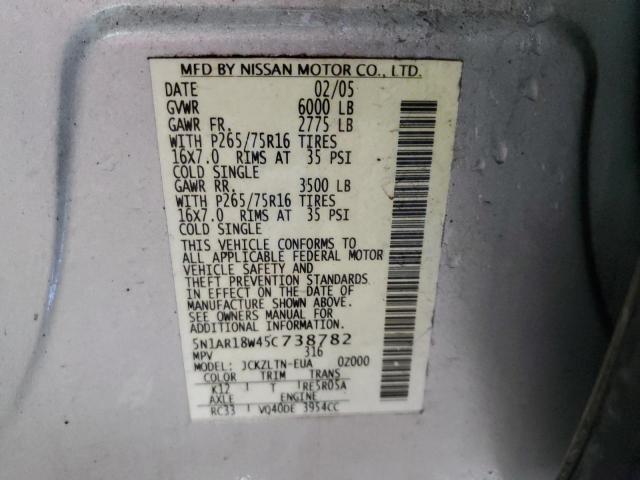 MFD BY NISSAN MOTOR CO., LTD.
DATE 02/05
GVWR 6000 LB
GAWR FR. 2775 LB
WITH P265/75R16 TIRES
16X7.0 RIMS AT 35 PSI
COLD SINGLE
GAWR RR. 3500 LB
WITH P265/75R16 TIRES
16X7.0 RIMS AT 35 PSI
COLD SINGLE
THIS VEHICLE CONFORMS TO
ALL APPLICABLE FEDERAL MOTOR
VEHICLE SAFETY AND
THEFT PREVENTION STANDARDS
IN EFFECT ON THE DATE OF
MANUFACTURE SHOWN ABOVE.
SEE OWNERS MANUAL FOR
ADDITIONAL INFORMATION.
5N1AR18W45C738782
MPV 316
MODEL: JCKZLTN-EUA 0Z000
COLOR TRIM TRANS
K12 T RE5R05A
AXLE ENGINE
RC33 VQ40DE 3954CC